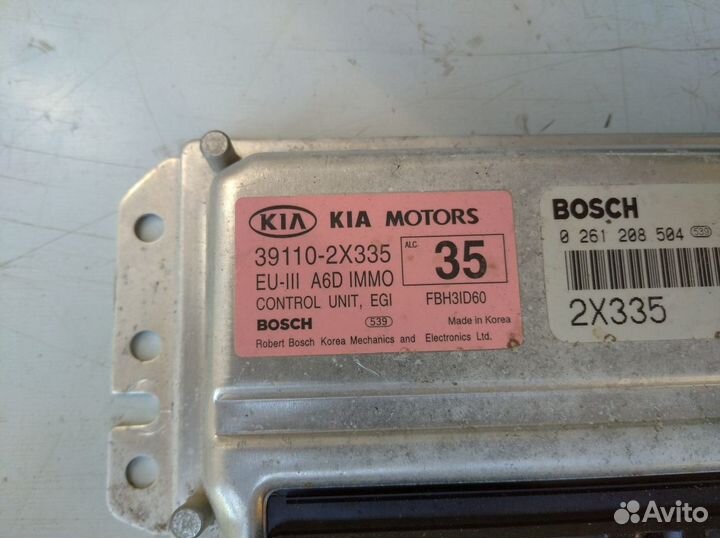 KIA KIA MOTORS
39110-2X335
EU-III A6D IMMO
CONTROL UNIT, EGI
ALC
35
FBH3ID60
BOSCH 539 Made in Korea
Robert Bosch Korea Mechanics and Electronics Ltd.
BOSCH
0 261 208 504 539
2X335
Avito